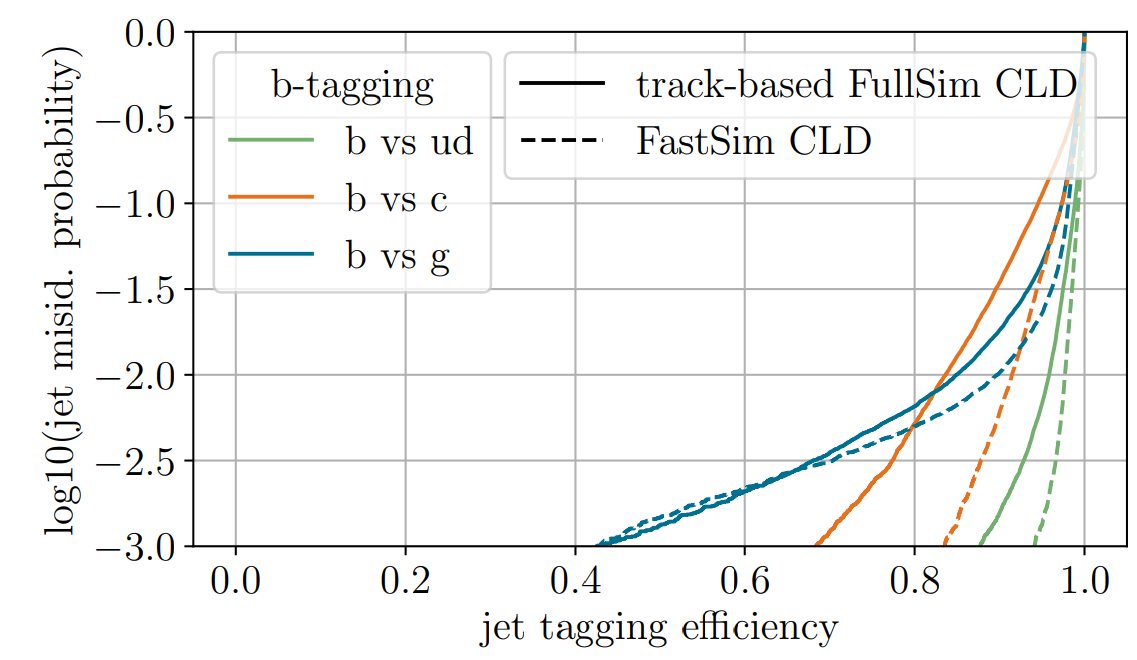 b-tagging
b vs ud
b vs c
b vs g
track-based FullSim CLD
FastSim CLD
log10(jet misid. probability)
0.0
−0.5
−1.0
−1.5
−2.0
−2.5
−3.0
0.0 0.2 0.4 0.6 0.8 1.0
jet tagging efficiency